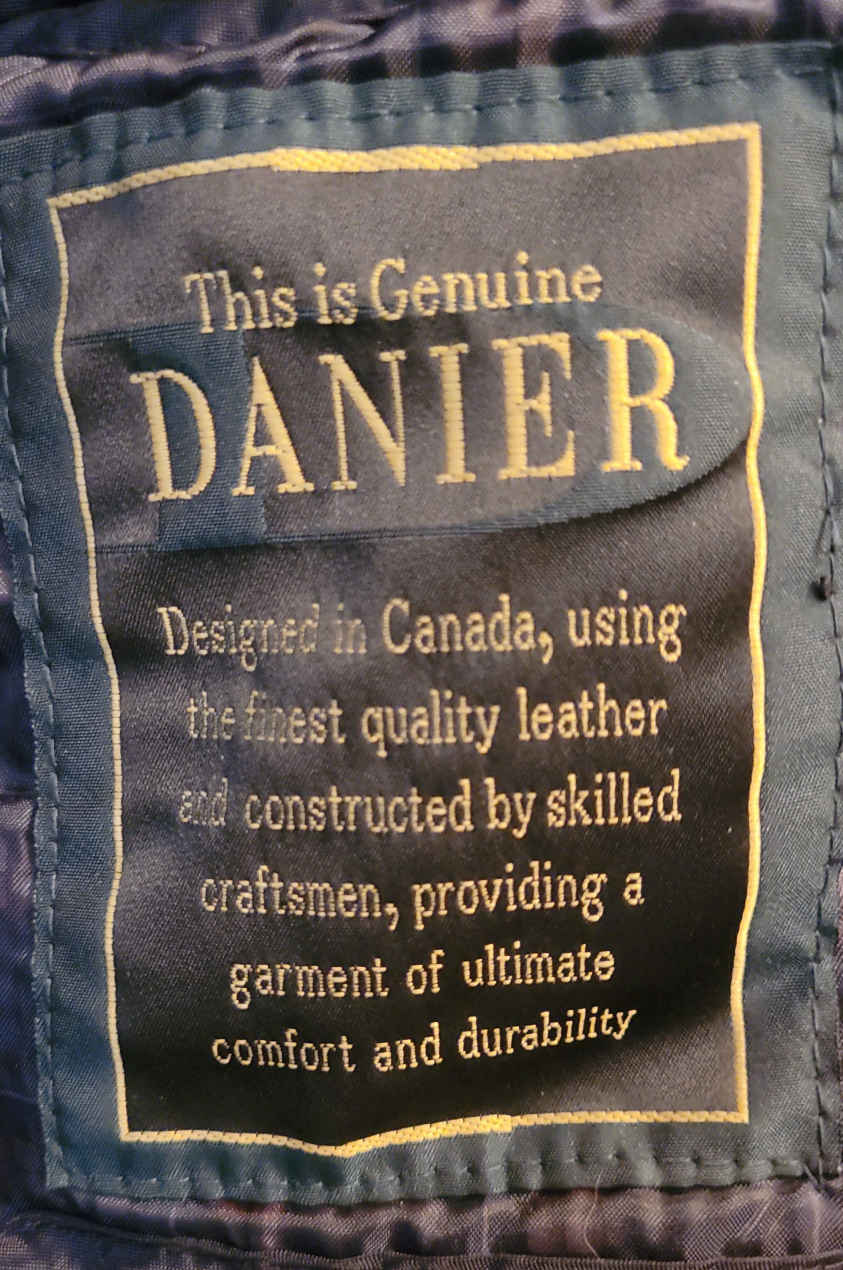 This is Genuine
DANIER
Designed in Canada, using
the finest quality leather
and constructed by skilled
craftsmen, providing a
garment of ultimate
comfort and durability